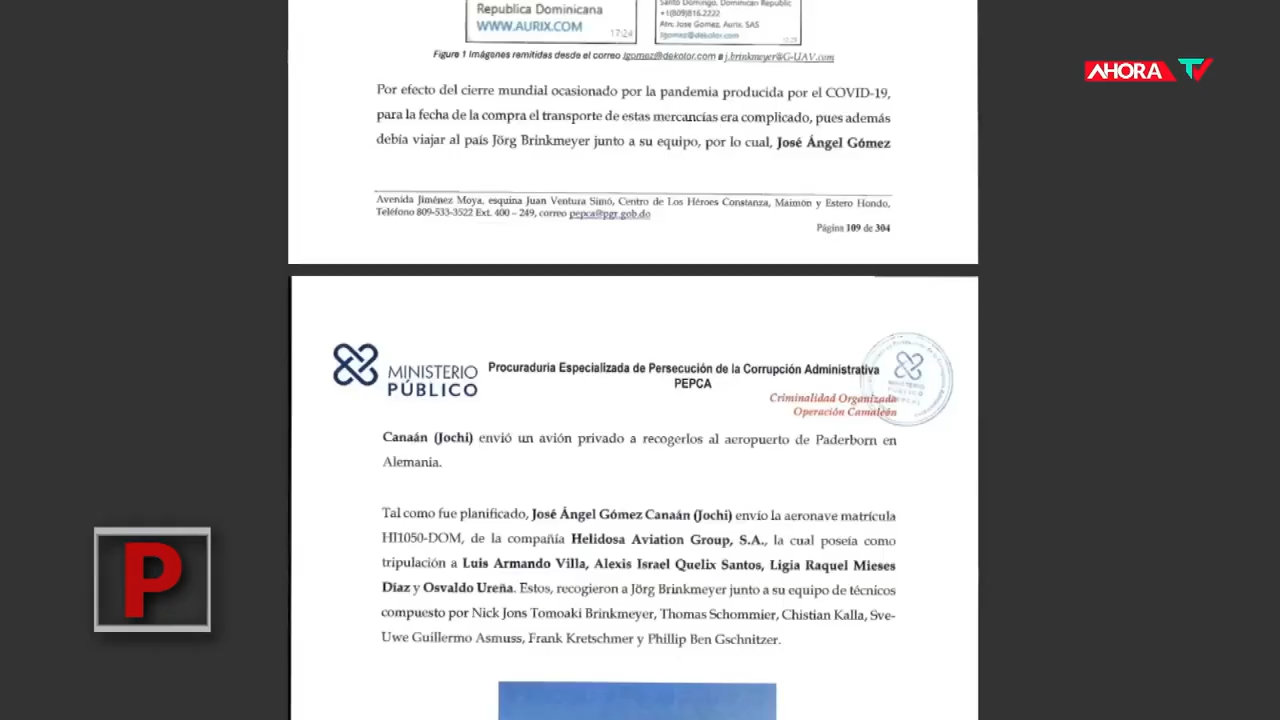 Republica Dominicana
WWW.AURIX.COM
17:24
Santo Domingo, Dominican Republic
+1(809)816.2222
Atn: Jose Gomez, Aurix, SAS
Jgomez@dekolor.com
Figure 1 Imágenes remitidas desde el correo Jgomez@dekolor.com a j.brinkmeyer@G-UAV.com
AHORA TV
Por efecto del cierre mundial ocasionado por la pandemia producida por el COVID-19,
para la fecha de la compra el transporte de estas mercancías era complicado, pues además
debía viajar al país Jörg Brinkmeyer junto a su equipo, por lo cual, José Ángel Gómez
Avenida Jiménez Moya, esquina Juan Ventura Simó, Centro de Los Héroes Constanza, Maimón y Estero Hondo,
Teléfono 809-533-3522 Ext. 400 – 249, correo pepca@pgr.gob.do
Página 109 de 304
MINISTERIO
PÚBLICO
Procuraduría Especializada de Persecución de la Corrupción Administrativa
PEPCA
Criminalidad Organizada
Operación Camaleón
Canaán (Jochi) envió un avión privado a recogerlos al aeropuerto de Paderborn en
Alemania.
Tal como fue planificado, José Ángel Gómez Canaán (Jochi) envío la aeronave matrícula
HI1050-DOM, de la compañía Helidosa Aviation Group, S.A., la cual poseía como
tripulación a Luis Armando Villa, Alexis Israel Quelix Santos, Ligia Raquel Mieses
Díaz y Osvaldo Ureña. Estos, recogieron a Jörg Brinkmeyer junto a su equipo de técnicos
compuesto por Nick Jons Tomoaki Brinkmeyer, Thomas Schommier, Chistian Kalla, Sve-
Uwe Guillermo Asmuss, Frank Kretschmer y Phillip Ben Gschnitzer.
P